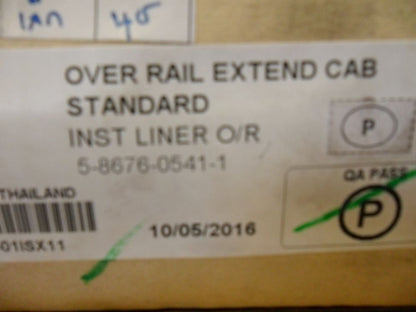 OVER RAIL EXTEND CAB
STANDARD
INST LINER O/R
P
5-8676-0541-1
QA PASS
THAILAND
P
01ISX11
10/05/2016